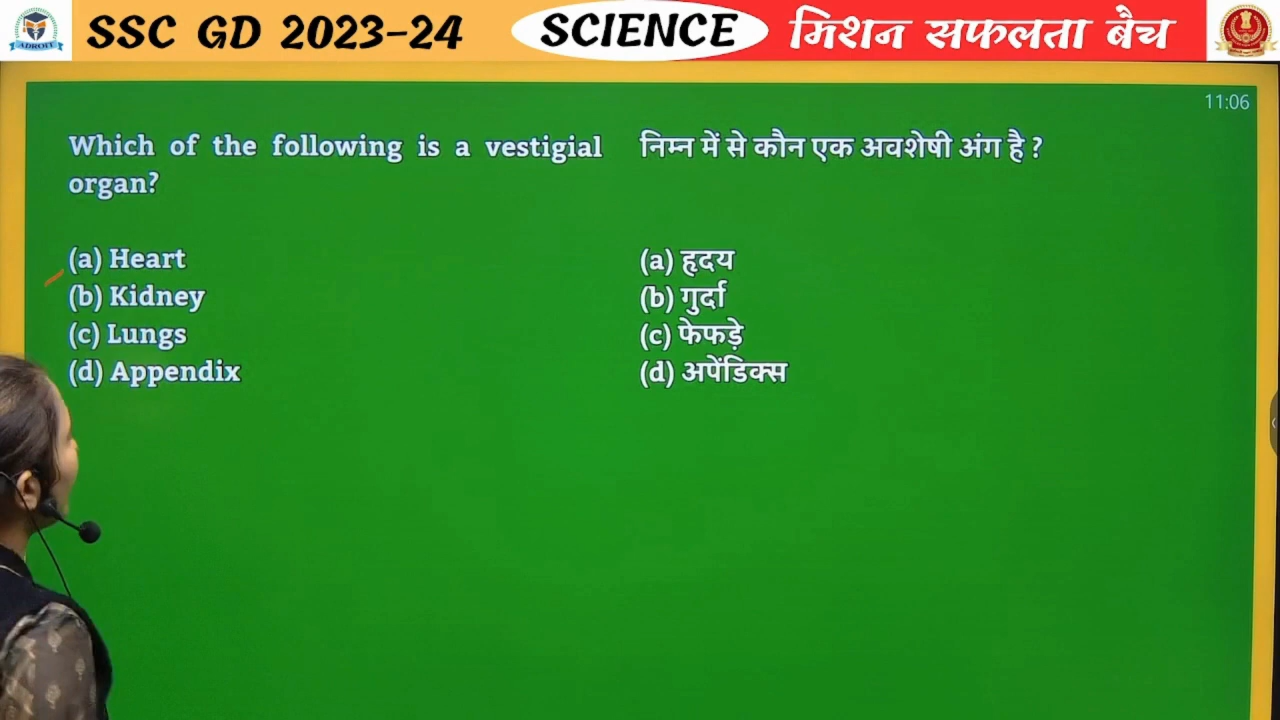 ADROIT
SSC GD 2023-24
SCIENCE
मिशन सफलता बैच
11:06
Which of the following is a vestigial
organ?
(a) Heart
(b) Kidney
(c) Lungs
(d) Appendix
निम्न में से कौन एक अवशेषी अंग है ?
(a) हृदय
(b) गुर्दा
(c) फेफड़े
(d) अपेंडिक्स